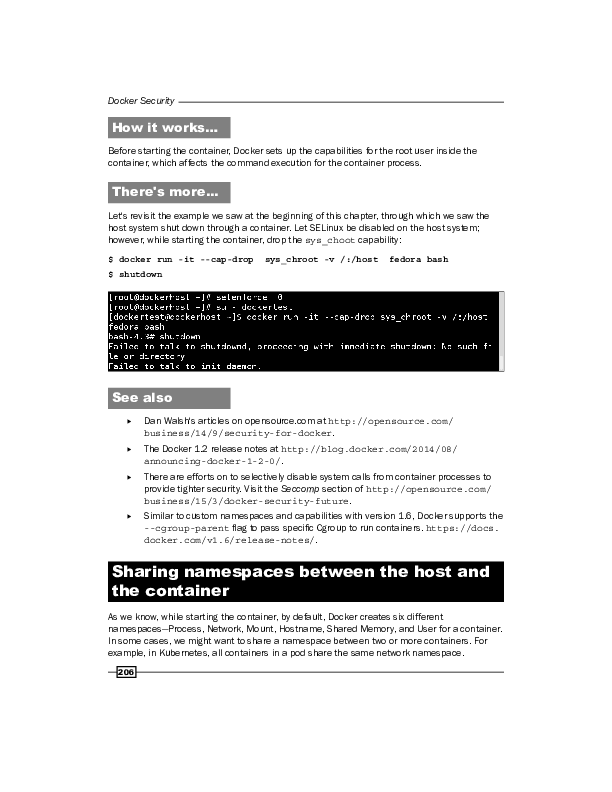 Docker Security
How it works…
Before starting the container, Docker sets up the capabilities for the root user inside the
container, which affects the command execution for the container process.
There's more…
Let's revisit the example we saw at the beginning of this chapter, through which we saw the
host system shut down through a container. Let SELinux be disabled on the host system;
however, while starting the container, drop the sys_choot capability:
$ docker run -it --cap-drop  sys_chroot -v /:/host  fedora bash
$ shutdown
[root@dockerhost ~]# setenforce  0
[root@dockerhost ~]# su - dockertest
[dockertest@dockerhost ~]$ docker run -it --cap-drop sys_chroot -v /:/host
fedora bash
bash-4.3# shutdown
Failed to talk to shutdownd, proceeding with immediate shutdown: No such fi
le or directory
Failed to talk to init daemon.
See also
▸ Dan Walsh's articles on opensource.com at http://opensource.com/
business/14/9/security-for-docker.
▸ The Docker 1.2 release notes at http://blog.docker.com/2014/08/
announcing-docker-1-2-0/.
▸ There are efforts on to selectively disable system calls from container processes to
provide tighter security. Visit the Seccomp section of http://opensource.com/
business/15/3/docker-security-future.
▸ Similar to custom namespaces and capabilities with version 1.6, Docker supports the
--cgroup-parent flag to pass specific Cgroup to run containers. https://docs.
docker.com/v1.6/release-notes/.
Sharing namespaces between the host and
the container
As we know, while starting the container, by default, Docker creates six different
namespaces—Process, Network, Mount, Hostname, Shared Memory, and User for a container.
In some cases, we might want to share a namespace between two or more containers. For
example, in Kubernetes, all containers in a pod share the same network namespace.
206